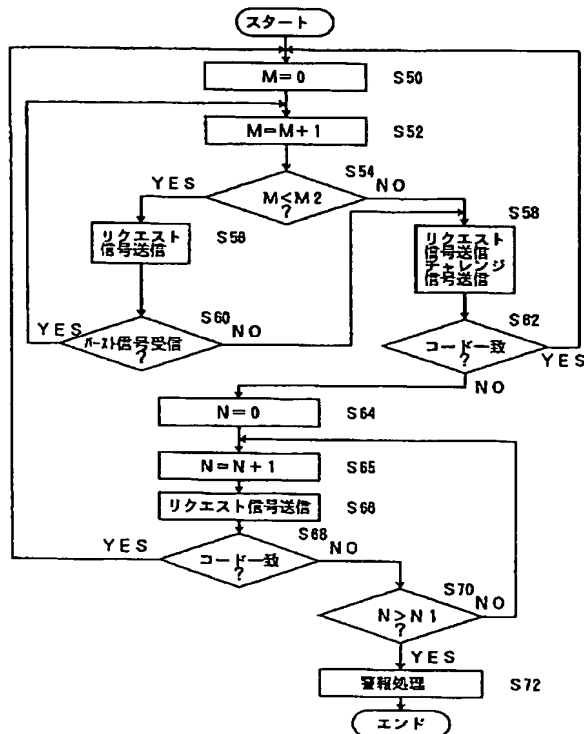 スタート
M=0
S50
M=M+1
S52
S54
YES
M<M2
?
NO
リクエスト
信号送信
S56
S58
リクエスト
信号送信
チャレンジ
信号送信
S60
YES
バースト信号受信
?
NO
S62
コード一致
?
YES
NO
N=0
S64
N=N+1
S65
リクエスト信号送信
S66
S68
YES
コード一致
?
NO
S70
N>N1
?
NO
YES
警報処理
S72
エンド